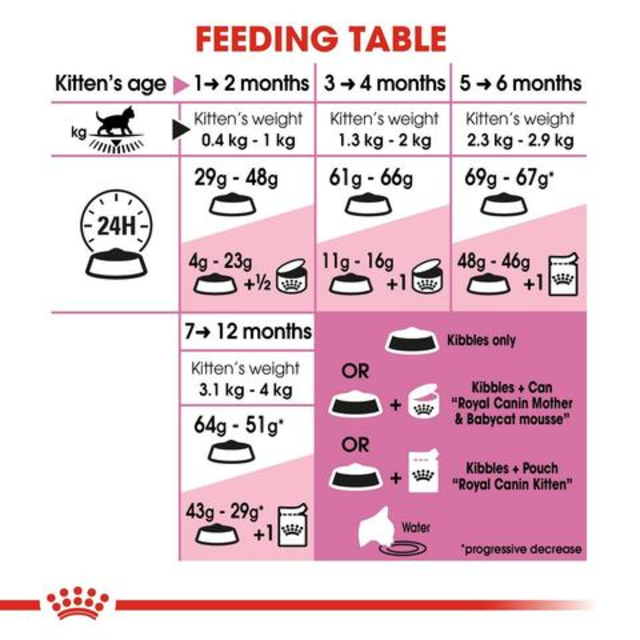 FEEDING TABLE
Kitten's age 1→2 months 3→4 months 5→6 months
kg
Kitten's weight
0.4 kg - 1 kg
Kitten's weight
1.3 kg - 2 kg
Kitten's weight
2.3 kg - 2.9 kg
24H
29g - 48g
61g - 66g
69g - 67g*
4g - 23g
+½
11g - 16g
+1
48g - 46g
+1
7→12 months
Kitten's weight
3.1 kg - 4 kg
64g - 51g*
43g - 29g*
+1
Kibbles only
OR
+
Kibbles + Can
"Royal Canin Mother
& Babycat mousse"
OR
+
Kibbles + Pouch
"Royal Canin Kitten"
Water
*progressive decrease